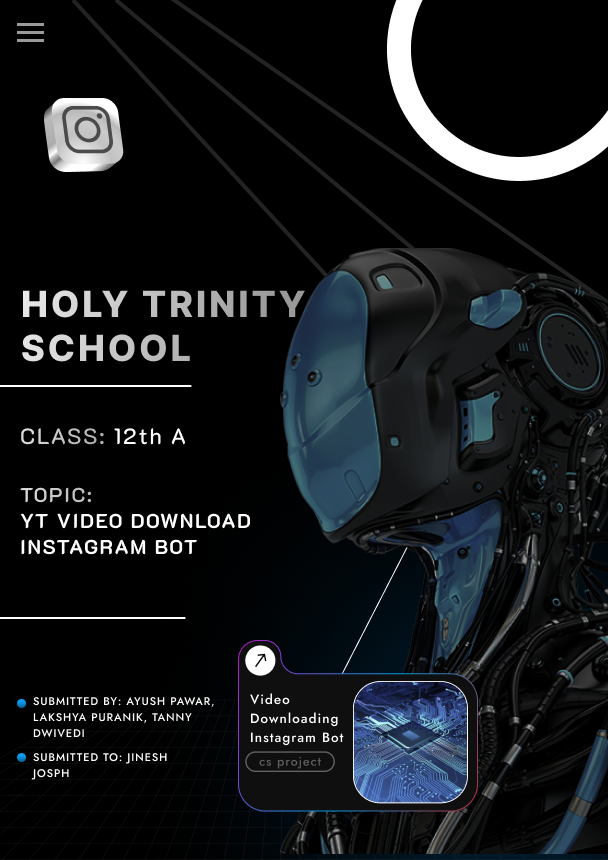 HOLY TRINITY
SCHOOL
CLASS: 12th A
TOPIC:
YT VIDEO DOWNLOAD
INSTAGRAM BOT
SUBMITTED BY: AYUSH PAWAR,
LAKSHYA PURANIK, TANNY
DWIVEDI
SUBMITTED TO: JINESH
JOSPH
Video
Downloading
Instagram Bot
cs project